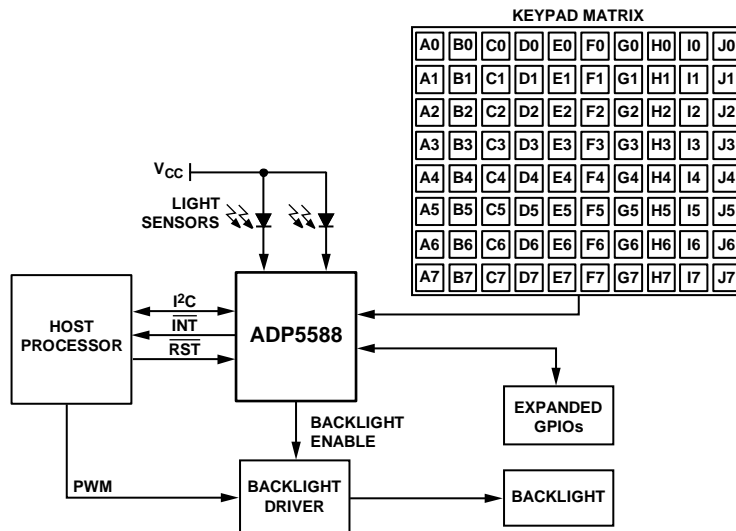 KEYPAD MATRIX
A0 B0 C0 D0 E0 F0 G0 H0 I0 J0
A1 B1 C1 D1 E1 F1 G1 H1 I1 J1
A2 B2 C2 D2 E2 F2 G2 H2 I2 J2
A3 B3 C3 D3 E3 F3 G3 H3 I3 J3
A4 B4 C4 D4 E4 F4 G4 H4 I4 J4
A5 B5 C5 D5 E5 F5 G5 H5 I5 J5
A6 B6 C6 D6 E6 F6 G6 H6 I6 J6
A7 B7 C7 D7 E7 F7 G7 H7 I7 J7
VCC
LIGHT
SENSORS
HOST
PROCESSOR
I²C
INT
RST
ADP5588
EXPANDED
GPIOs
BACKLIGHT
ENABLE
PWM
BACKLIGHT
DRIVER
BACKLIGHT